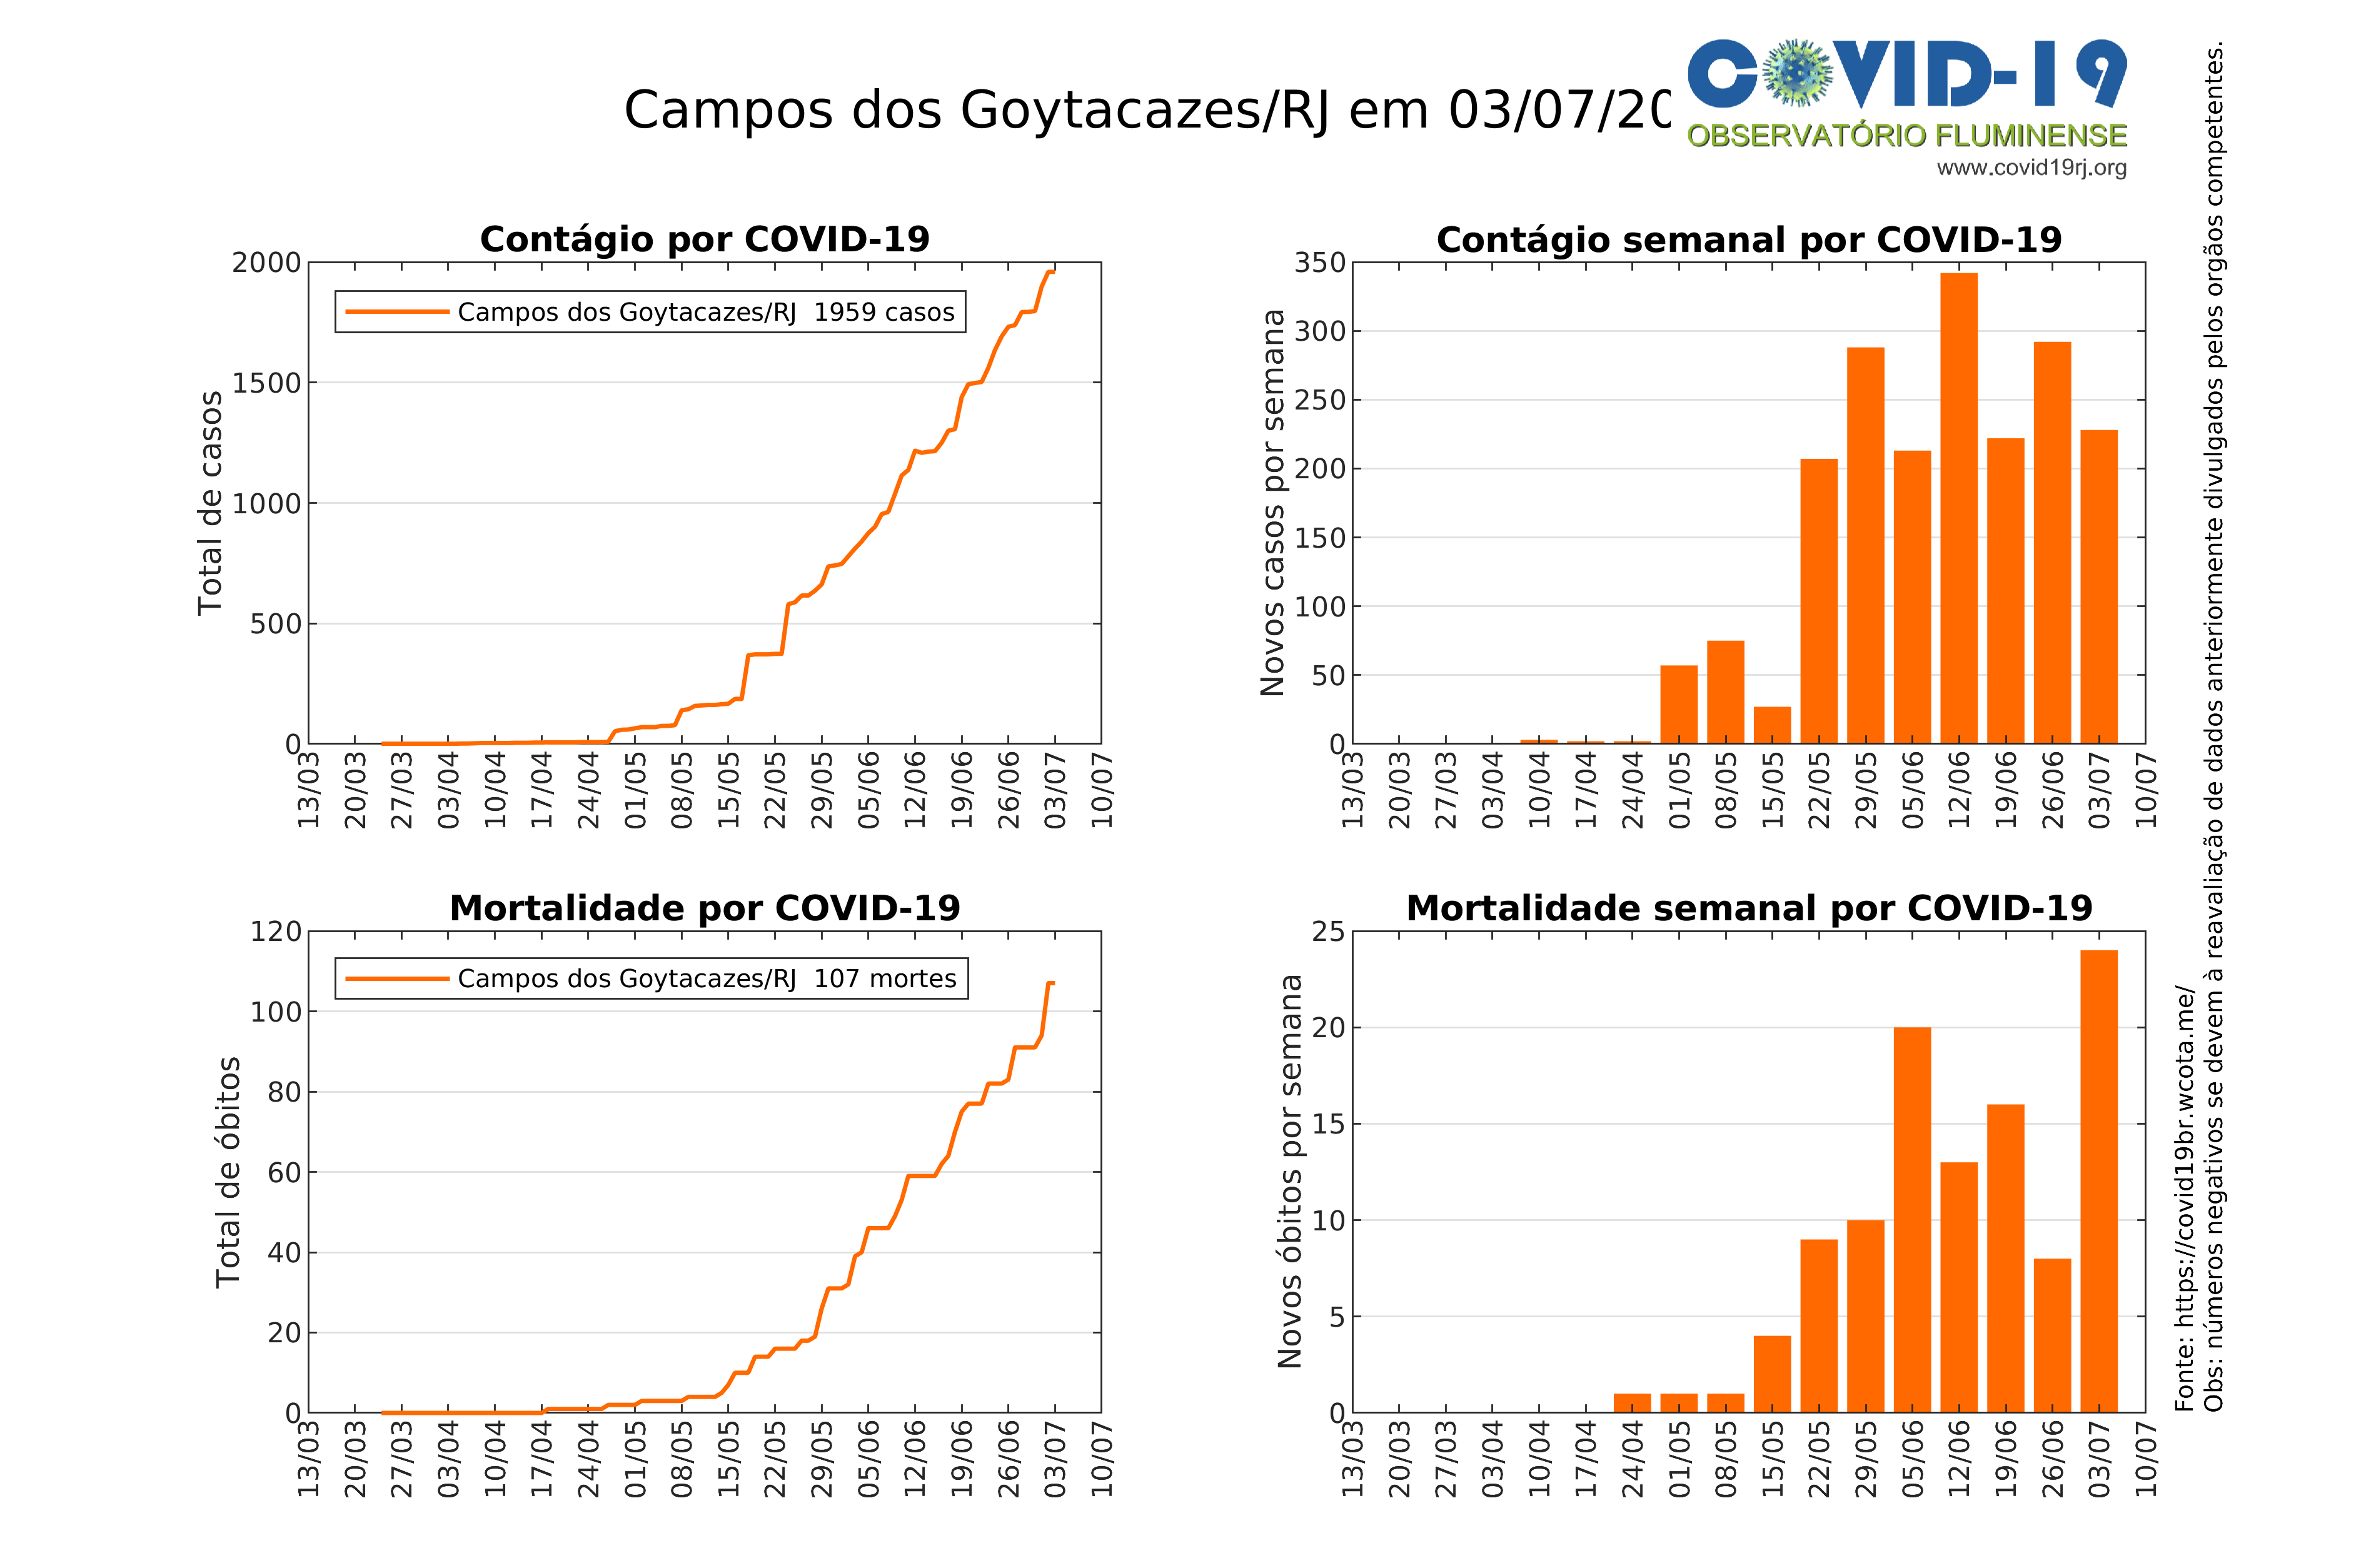 Campos dos Goytacazes/RJ em 03/07/20
COVID-19
OBSERVATÓRIO FLUMINENSE
www.covid19rj.org
Contágio por COVID-19
Total de casos
2000
1500
1000
500
0
Campos dos Goytacazes/RJ 1959 casos
13/03 20/03 27/03 03/04 10/04 17/04 24/04 01/05 08/05 15/05 22/05 29/05 05/06 12/06 19/06 26/06 03/07 10/07
Contágio semanal por COVID-19
Novos casos por semana
350
300
250
200
150
100
50
0
13/03 20/03 27/03 03/04 10/04 17/04 24/04 01/05 08/05 15/05 22/05 29/05 05/06 12/06 19/06 26/06 03/07 10/07
Mortalidade por COVID-19
Total de óbitos
120
100
80
60
40
20
0
Campos dos Goytacazes/RJ 107 mortes
13/03 20/03 27/03 03/04 10/04 17/04 24/04 01/05 08/05 15/05 22/05 29/05 05/06 12/06 19/06 26/06 03/07 10/07
Mortalidade semanal por COVID-19
Novos óbitos por semana
25
20
15
10
5
0
13/03 20/03 27/03 03/04 10/04 17/04 24/04 01/05 08/05 15/05 22/05 29/05 05/06 12/06 19/06 26/06 03/07 10/07
Fonte: https://covid19br.wcota.me/
Obs: números negativos se devem à reavaliação de dados anteriormente divulgados pelos orgãos competentes.